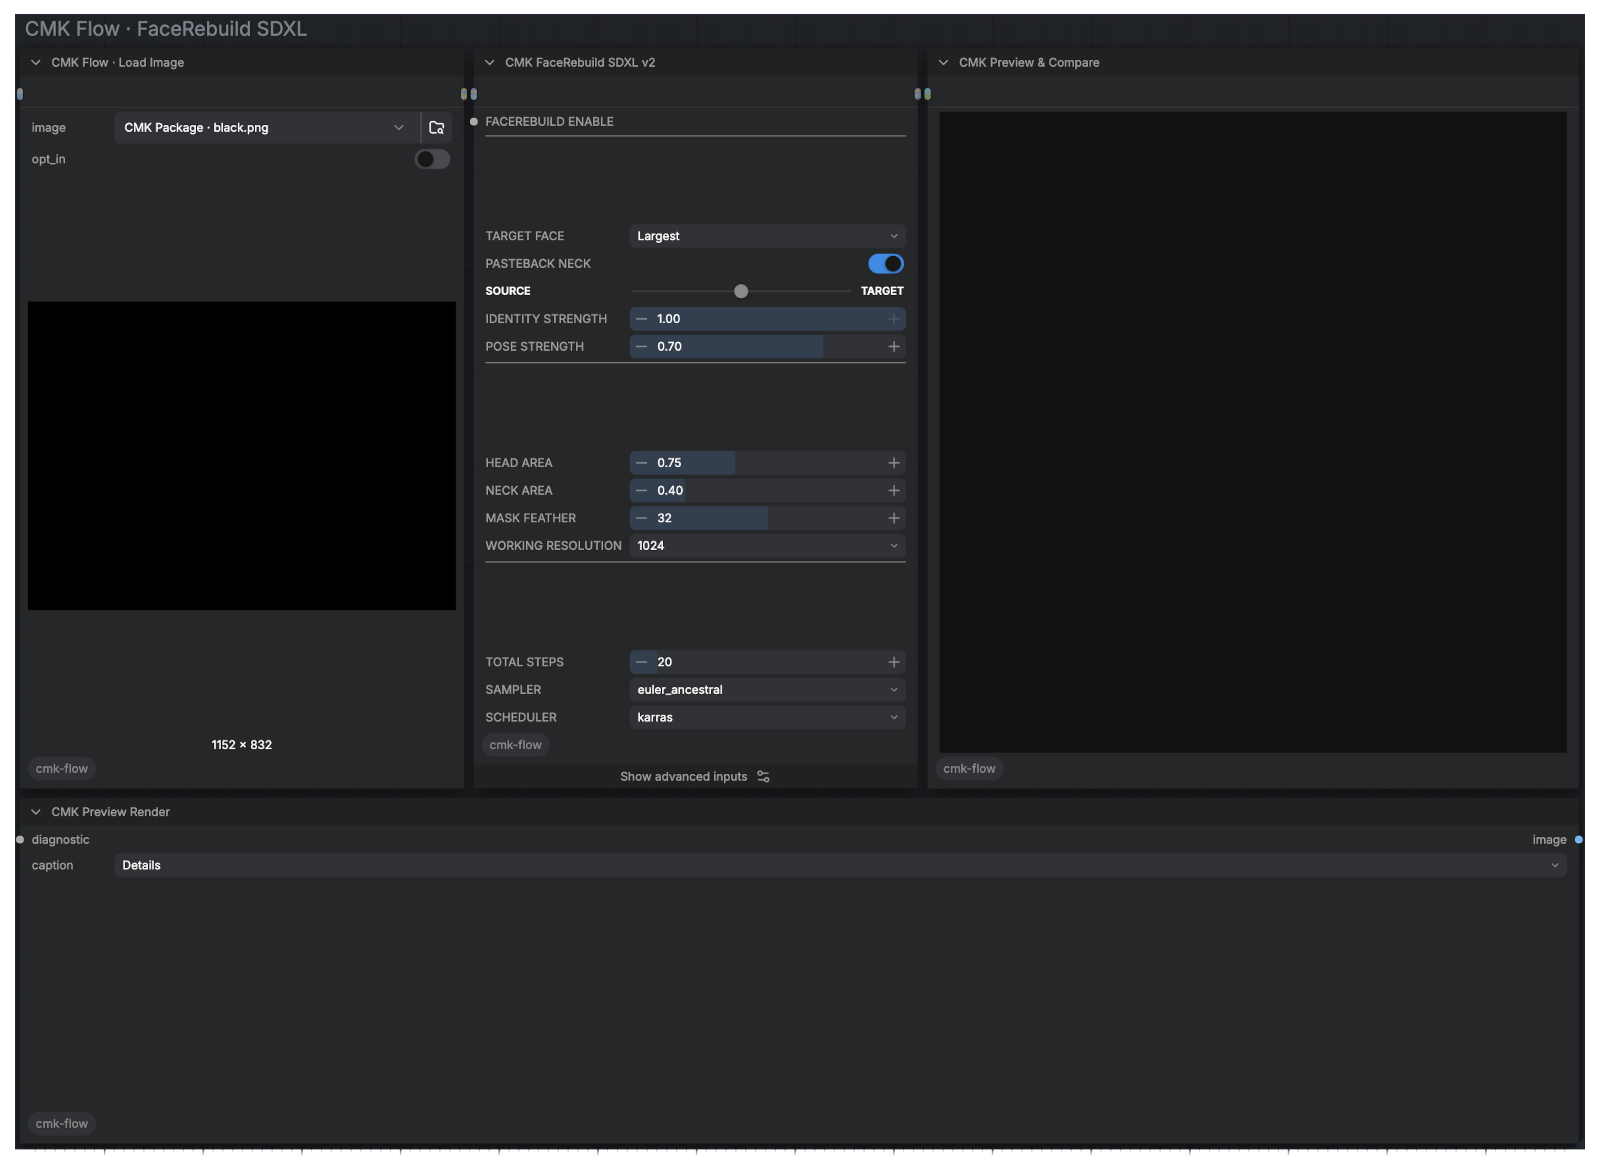 CMK Flow · FaceRebuild SDXL
CMK Flow · Load Image
image
CMK Package · black.png
opt_in
1152 × 832
cmk-flow
CMK FaceRebuild SDXL v2
FACEREBUILD ENABLE
TARGET FACE
Largest
PASTEBACK NECK
SOURCE
TARGET
IDENTITY STRENGTH
1.00
POSE STRENGTH
0.70
HEAD AREA
0.75
NECK AREA
0.40
MASK FEATHER
32
WORKING RESOLUTION
1024
TOTAL STEPS
20
SAMPLER
euler_ancestral
SCHEDULER
karras
cmk-flow
Show advanced inputs
CMK Preview & Compare
cmk-flow
CMK Preview Render
diagnostic
image
caption
Details
cmk-flow